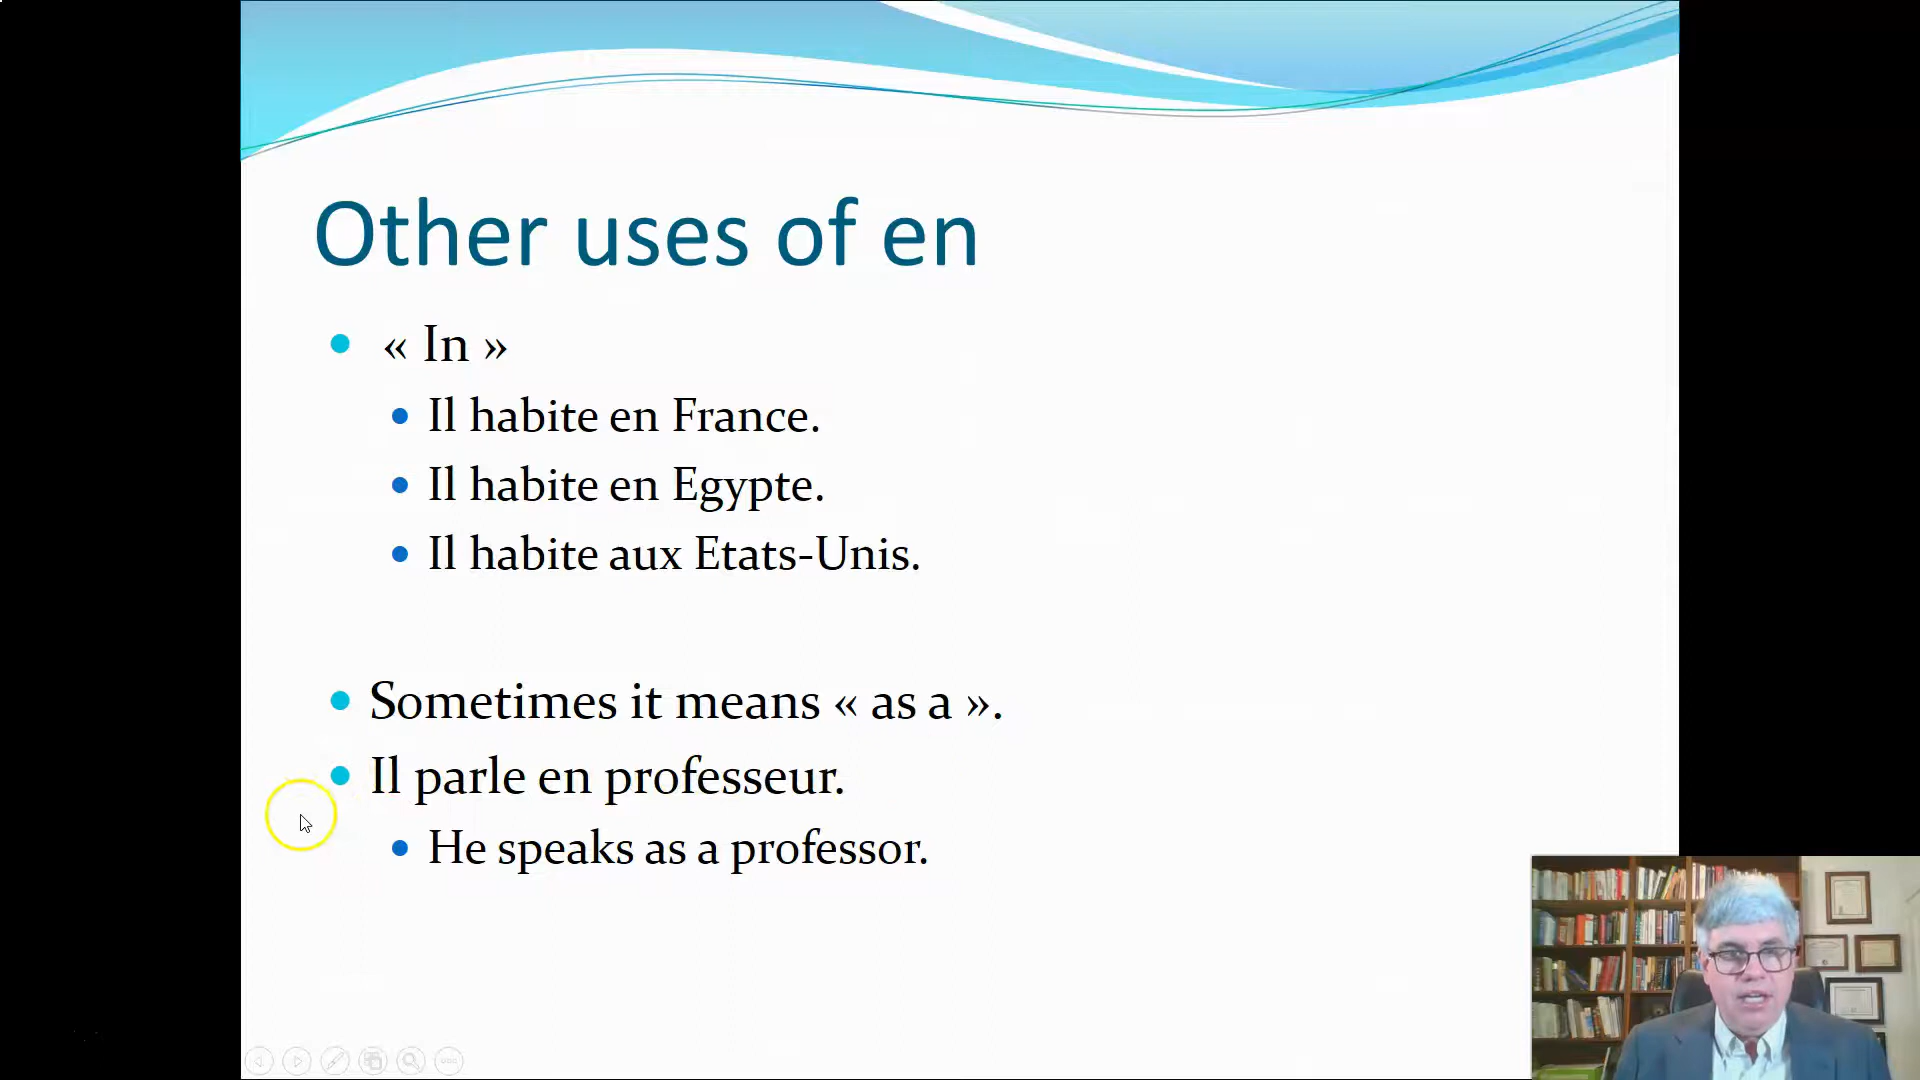 Other uses of en
« In »
Il habite en France.
Il habite en Egypte.
Il habite aux Etats-Unis.
Sometimes it means « as a ».
Il parle en professeur.
He speaks as a professor.